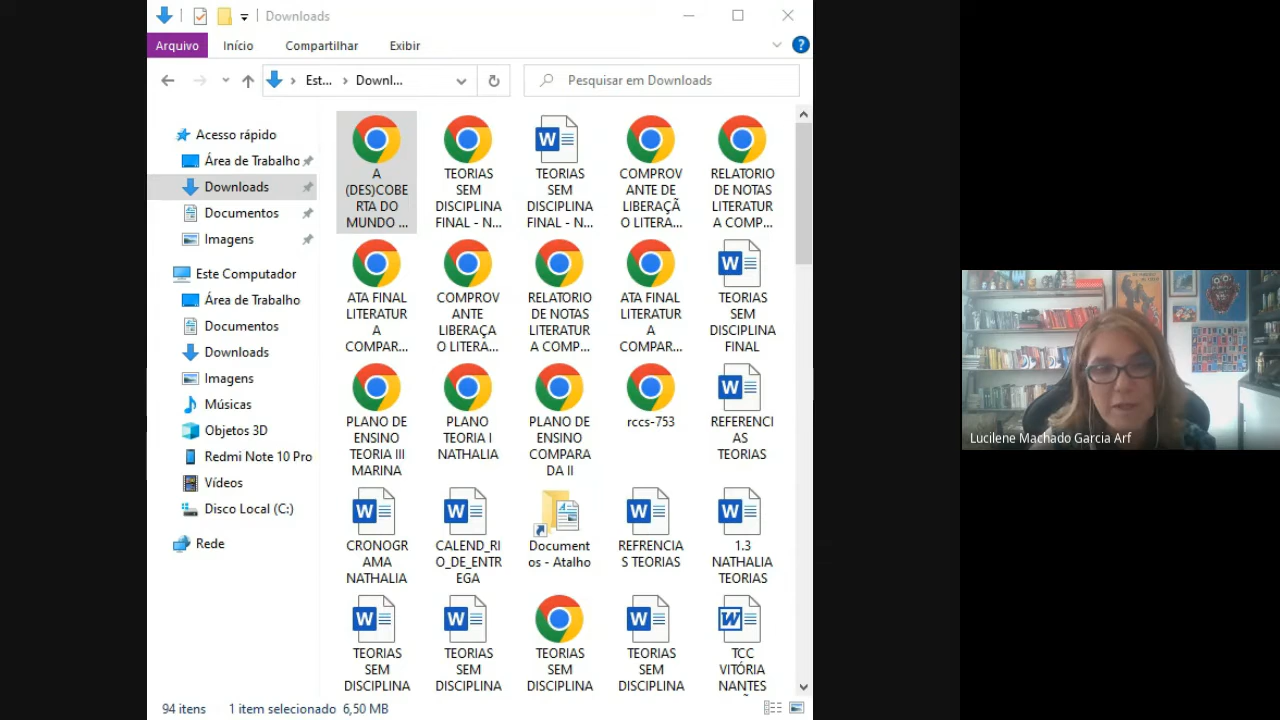 Downloads
Arquivo
Início
Compartilhar
Exibir
Est...
Downl...
Pesquisar em Downloads
Acesso rápido
Área de Trabalho
Downloads
Documentos
Imagens
Este Computador
Área de Trabalho
Documentos
Downloads
Imagens
Músicas
Objetos 3D
Redmi Note 10 Pro
Vídeos
Disco Local (C:)
Rede
A
(DES)COBE
RTA DO
MUNDO ...
TEORIAS
SEM
DISCIPLINA
FINAL - N...
TEORIAS
SEM
DISCIPLINA
FINAL - N...
COMPROV
ANTE DE
LIBERAÇÃ
O LITERA...
RELATORIO
DE NOTAS
LITERATUR
A COMP...
ATA FINAL
LITERATUR
A
COMPAR...
COMPROV
ANTE
LIBERAÇA
O LITERA...
RELATORIO
DE NOTAS
LITERATUR
A COMP...
ATA FINAL
LITERATUR
A
COMPAR...
TEORIAS
SEM
DISCIPLINA
FINAL
PLANO DE
ENSINO
TEORIA III
MARINA
PLANO
TEORIA I
NATHALIA
PLANO DE
ENSINO
COMPARA
DA II
rccs-753
REFERENCI
AS
TEORIAS
CRONOGR
AMA
NATHALIA
CALEND_RI
O_DE_ENTR
EGA
Document
os - Atalho
REFRENCIA
S TEORIAS
1.3
NATHALIA
TEORIAS
TEORIAS
SEM
DISCIPLINA
TEORIAS
SEM
DISCIPLINA
TEORIAS
SEM
DISCIPLINA
TEORIAS
SEM
DISCIPLINA
TCC
VITÓRIA
NANTES
94 itens
1 item selecionado 6,50 MB
Lucilene Machado Garcia Arf